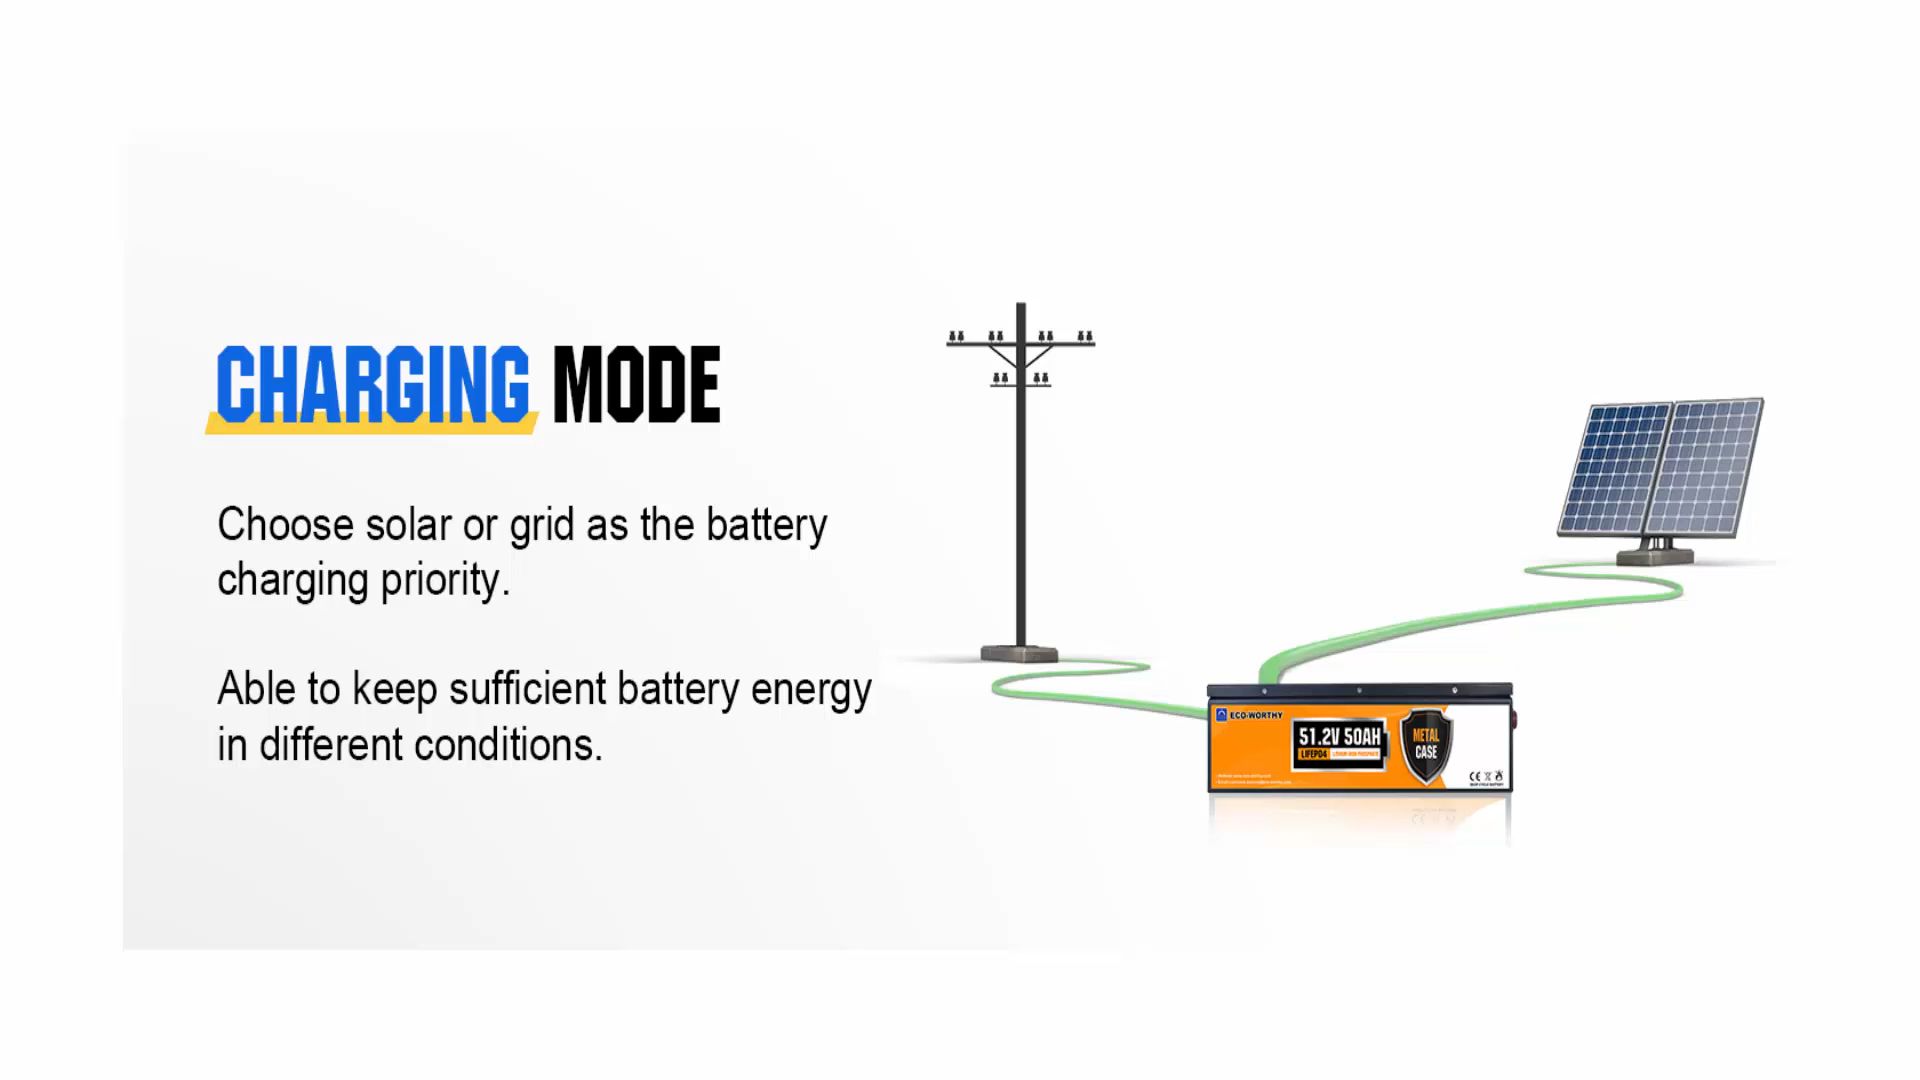 CHARGING MODE
Choose solar or grid as the battery
charging priority.
Able to keep sufficient battery energy
in different conditions.
ECO-WORTHY
51.2V 50AH
LIFEPO4
METAL
CASE
CE